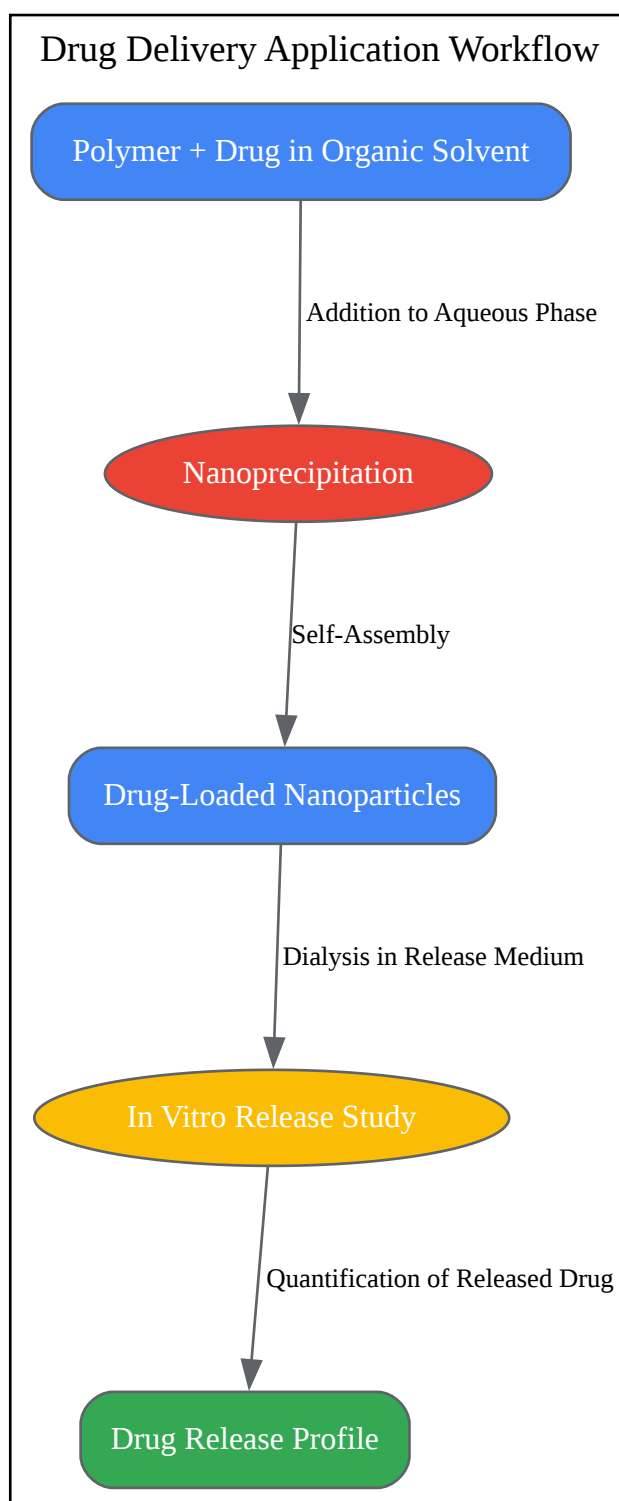 Drug Delivery Application Workflow
Polymer + Drug in Organic Solvent
Addition to Aqueous Phase
Nanoprecipitation
Self-Assembly
Drug-Loaded Nanoparticles
Dialysis in Release Medium
In Vitro Release Study
Quantification of Released Drug
Drug Release Profile